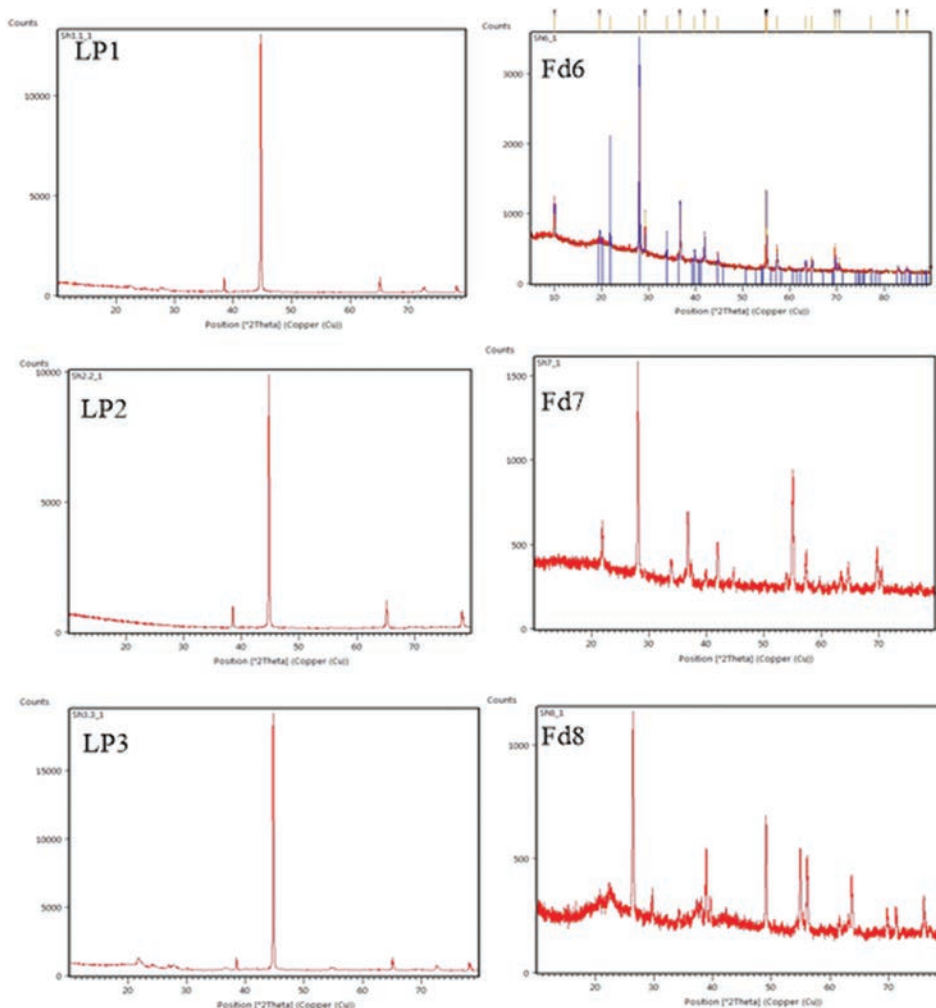 Counts
Sh1.1_1
LP1
10000
5000
0
20 30 40 50 60 70
Position [°2Theta] (Copper (Cu))
Counts
Sh6_1
Fd6
3000
2000
1000
0
10 20 30 40 50 60 70 80
Position [°2Theta] (Copper (Cu))
Counts
Sh2.2_1
LP2
10000
5000
0
20 30 40 50 60 70
Position [°2Theta] (Copper (Cu))
Counts
Sh7_1
Fd7
1500
1000
500
0
20 30 40 50 60 70
Position [°2Theta] (Copper (Cu))
Counts
Sh3.3_1
LP3
15000
10000
5000
0
20 30 40 50 60 70
Position [°2Theta] (Copper (Cu))
Counts
Sh8_1
Fd8
1000
500
0
20 30 40 50 60 70
Position [°2Theta] (Copper (Cu))